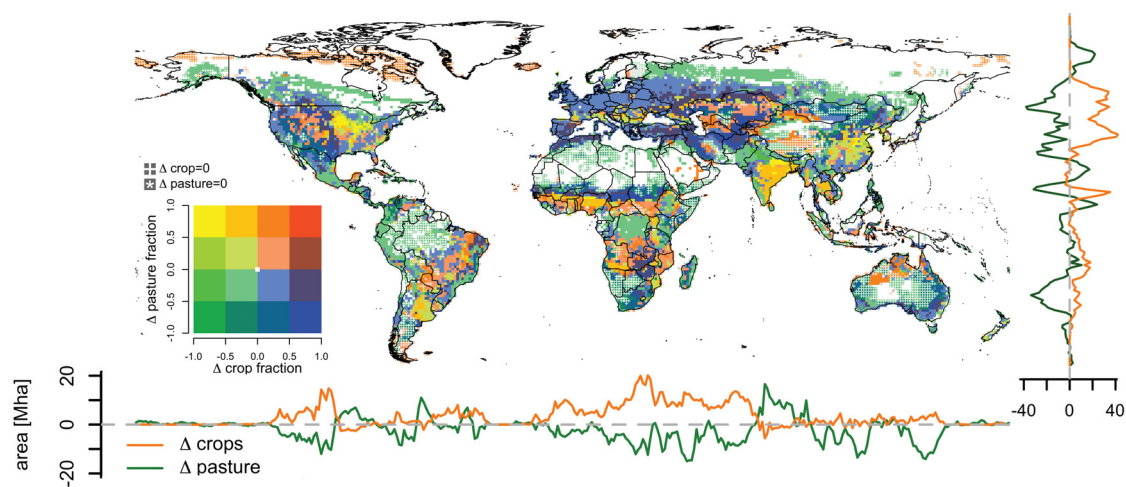 Δ crop=0
Δ pasture=0
Δ pasture fraction
1.0
0.5
0.0
-0.5
-1.0
-1.0 -0.5 0.0 0.5 1.0
Δ crop fraction
-40 0 40
area [Mha]
20
0
-20
Δ crops
Δ pasture